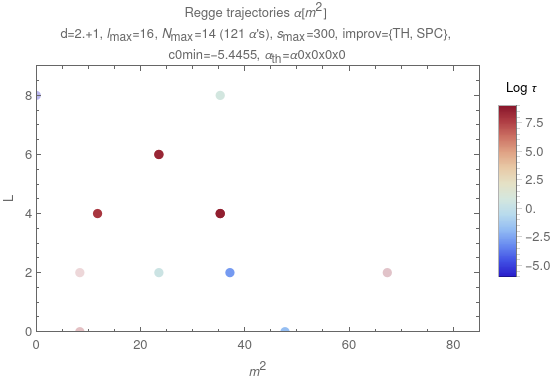 Regge trajectories α[m²]
d=2.+1, lmax=16, Nmax=14 (121 α's), smax=300, improv={TH, SPC},
c0min=−5.4455, αth=α0x0x0x0
Log τ
8
6
4
2
0
L
7.5
5.0
2.5
0.
−2.5
−5.0
0 20 40 60 80
m²